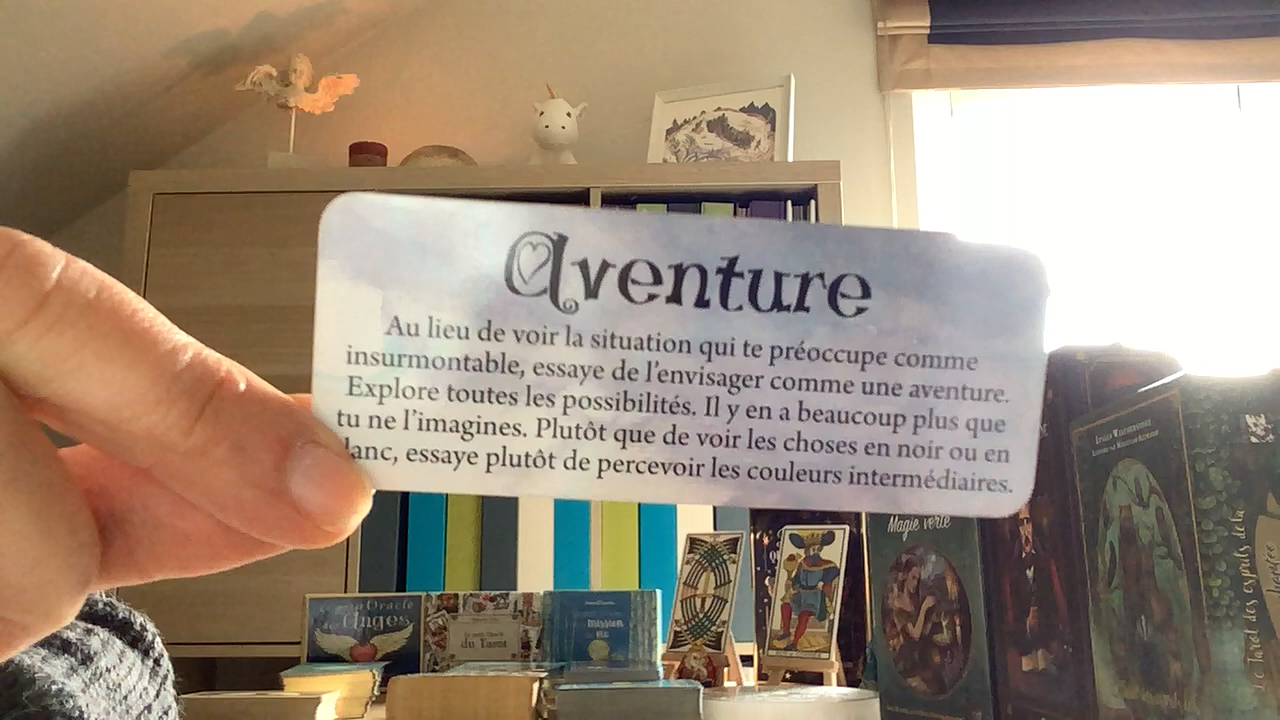 Aventure
Au lieu de voir la situation qui te préoccupe comme
insurmontable, essaye de l'envisager comme une aventure.
Explore toutes les possibilités. Il y en a beaucoup plus que
tu ne l'imagines. Plutôt que de voir les choses en noir ou en
lanc, essaye plutôt de percevoir les couleurs intermédiaires.
Magie verte
Oracle
Anges
du Tarot
Mission
vie
Le Tarot des esprits de la